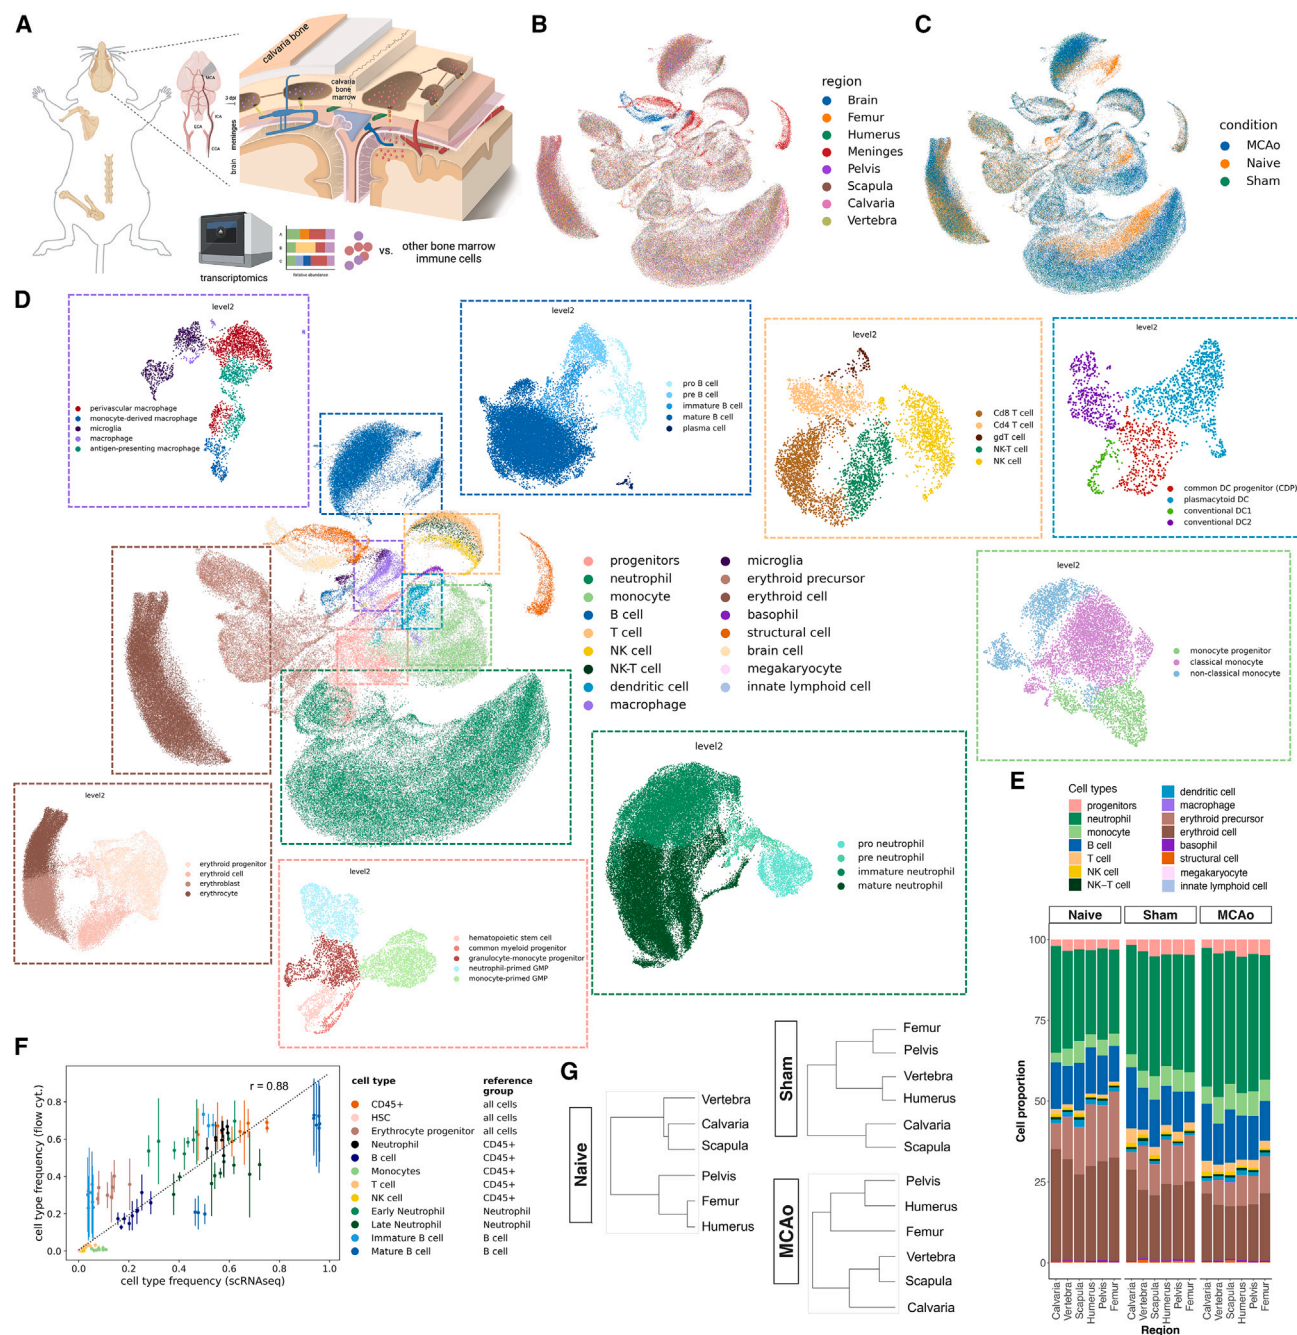 A
calvaria bone
calvaria
bone
marrow
MCA
3 dpi
ICA
ECA
CCA
meninges
brain
transcriptomics
A
B
C
Relative abundance
vs.
other bone marrow
immune cells
B
region
Brain
Femur
Humerus
Meninges
Pelvis
Scapula
Calvaria
Vertebra
C
condition
MCAo
Naive
Sham
D
level2
perivascular macrophage
monocyte-derived macrophage
microglia
macrophage
antigen-presenting macrophage
level2
pro B cell
pre B cell
immature B cell
mature B cell
plasma cell
level2
Cd8 T cell
Cd4 T cell
gdT cell
NK-T cell
NK cell
level2
common DC progenitor (CDP)
plasmacytoid DC
conventional DC1
conventional DC2
progenitors
neutrophil
monocyte
B cell
T cell
NK cell
NK-T cell
dendritic cell
macrophage
microglia
erythroid precursor
erythroid cell
basophil
structural cell
brain cell
megakaryocyte
innate lymphoid cell
level2
monocyte progenitor
classical monocyte
non-classical monocyte
level2
erythroid progenitor
erythroid cell
erythroblast
erythrocyte
level2
hematopoietic stem cell
common myeloid progenitor
granulocyte-monocyte progenitor
neutrophil-primed GMP
monocyte-primed GMP
level2
pro neutrophil
pre neutrophil
immature neutrophil
mature neutrophil
E
Cell types
progenitors
neutrophil
monocyte
B cell
T cell
NK cell
NK−T cell
dendritic cell
macrophage
erythroid precursor
erythroid cell
basophil
structural cell
megakaryocyte
innate lymphoid cell
Naive Sham MCAo
Cell proportion
100
75
50
25
0
Calvaria Vertebra Scapula Humerus Pelvis Femur Calvaria Vertebra Scapula Humerus Pelvis Femur Calvaria Vertebra Scapula Humerus Pelvis Femur
Region
F
cell type frequency (flow cyt.)
0.8
0.6
0.4
0.2
0.0
r = 0.88
0.0 0.2 0.4 0.6 0.8 1.0
cell type frequency (scRNAseq)
cell type reference group
CD45+ all cells
HSC all cells
Erythrocyte progenitor all cells
Neutrophil CD45+
B cell CD45+
Monocytes CD45+
T cell CD45+
NK cell CD45+
Early Neutrophil Neutrophil
Late Neutrophil Neutrophil
Immature B cell B cell
Mature B cell B cell
G
Naive
Vertebra
Calvaria
Scapula
Pelvis
Femur
Humerus
Sham
Femur
Pelvis
Vertebra
Humerus
Calvaria
Scapula
MCAo
Pelvis
Humerus
Femur
Vertebra
Scapula
Calvaria